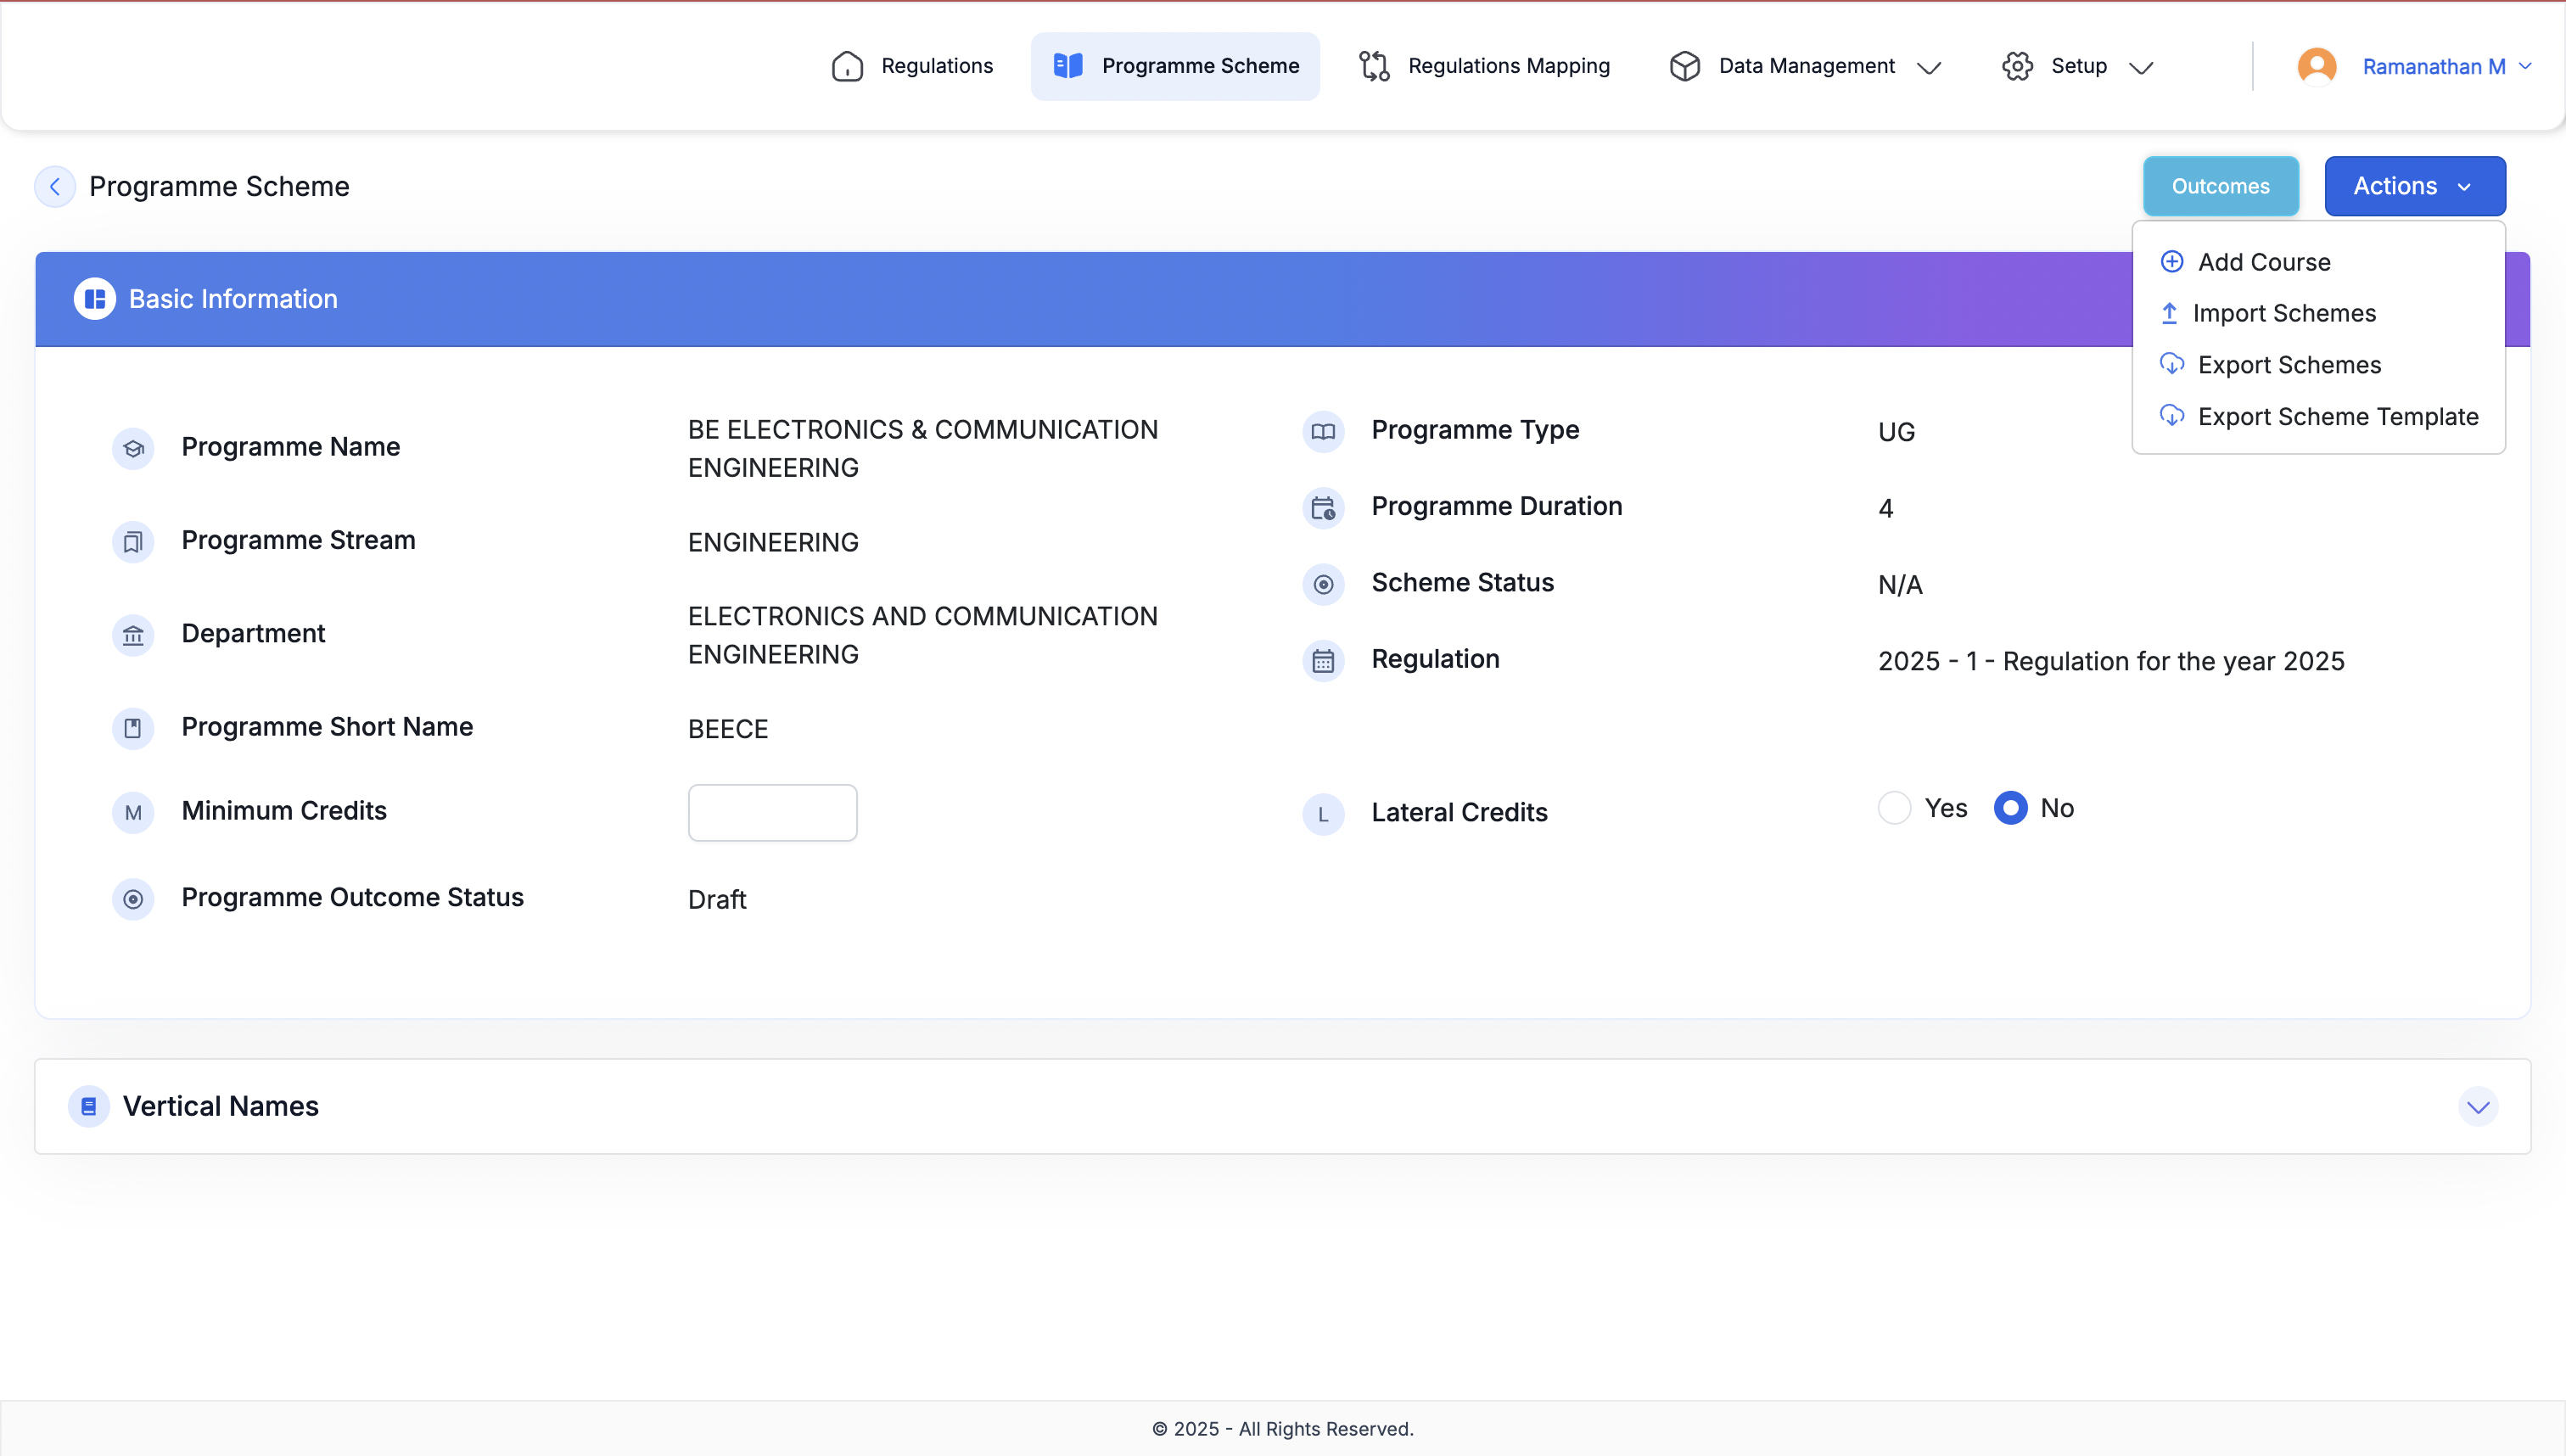 Regulations
Programme Scheme
Regulations Mapping
Data Management
Setup
Ramanathan M
Programme Scheme
Outcomes
Actions
Add Course
Import Schemes
Export Schemes
Export Scheme Template
Basic Information
Programme Name
BE ELECTRONICS & COMMUNICATION
ENGINEERING
Programme Stream
ENGINEERING
Department
ELECTRONICS AND COMMUNICATION
ENGINEERING
Programme Short Name
BEECE
M
Minimum Credits
Programme Outcome Status
Draft
Programme Type
UG
Programme Duration
4
Scheme Status
N/A
Regulation
2025 - 1 - Regulation for the year 2025
L
Lateral Credits
Yes
No
Vertical Names
© 2025 - All Rights Reserved.